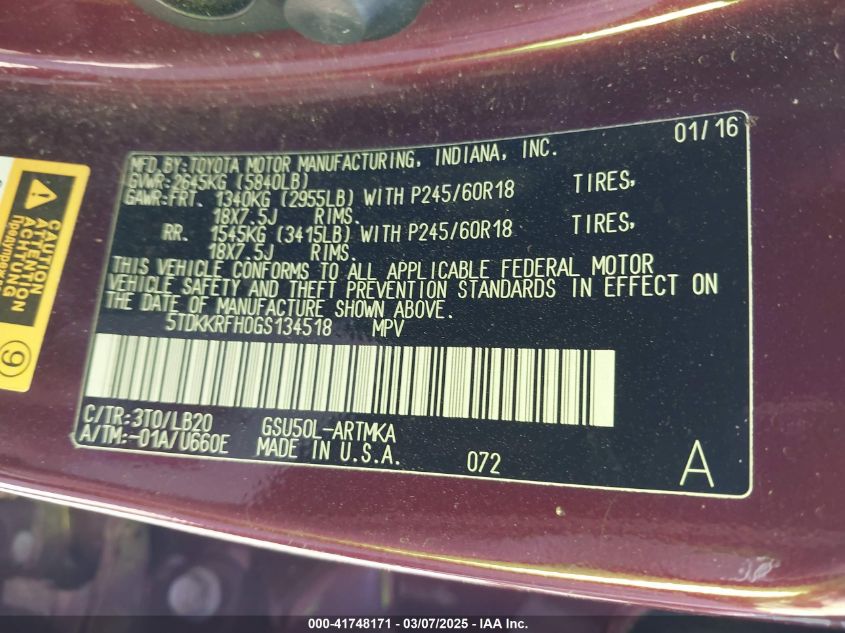 01/16
MFD.BY:TOYOTA MOTOR MANUFACTURING, INDIANA, INC.
GVWR:2645KG (5840LB)
GAWR:FRT. 1340KG (2955LB) WITH P245/60R18 TIRES,
18X7.5J RIMS.
RR. 1545KG (3415LB) WITH P245/60R18 TIRES,
18X7.5J RIMS.
THIS VEHICLE CONFORMS TO ALL APPLICABLE FEDERAL MOTOR
VEHICLE SAFETY AND THEFT PREVENTION STANDARDS IN EFFECT ON
THE DATE OF MANUFACTURE SHOWN ABOVE.
5TDKKRFH0GS134518 MPV
C/TR:3T0/LB20 GSU50L-ARTMKA
A/TM:-01A/U660E MADE IN U.S.A. 072
A
CAUTION
ATTENTION
ACHTUNG
9
000-41748171 — 03/07/2025 — IAA Inc.